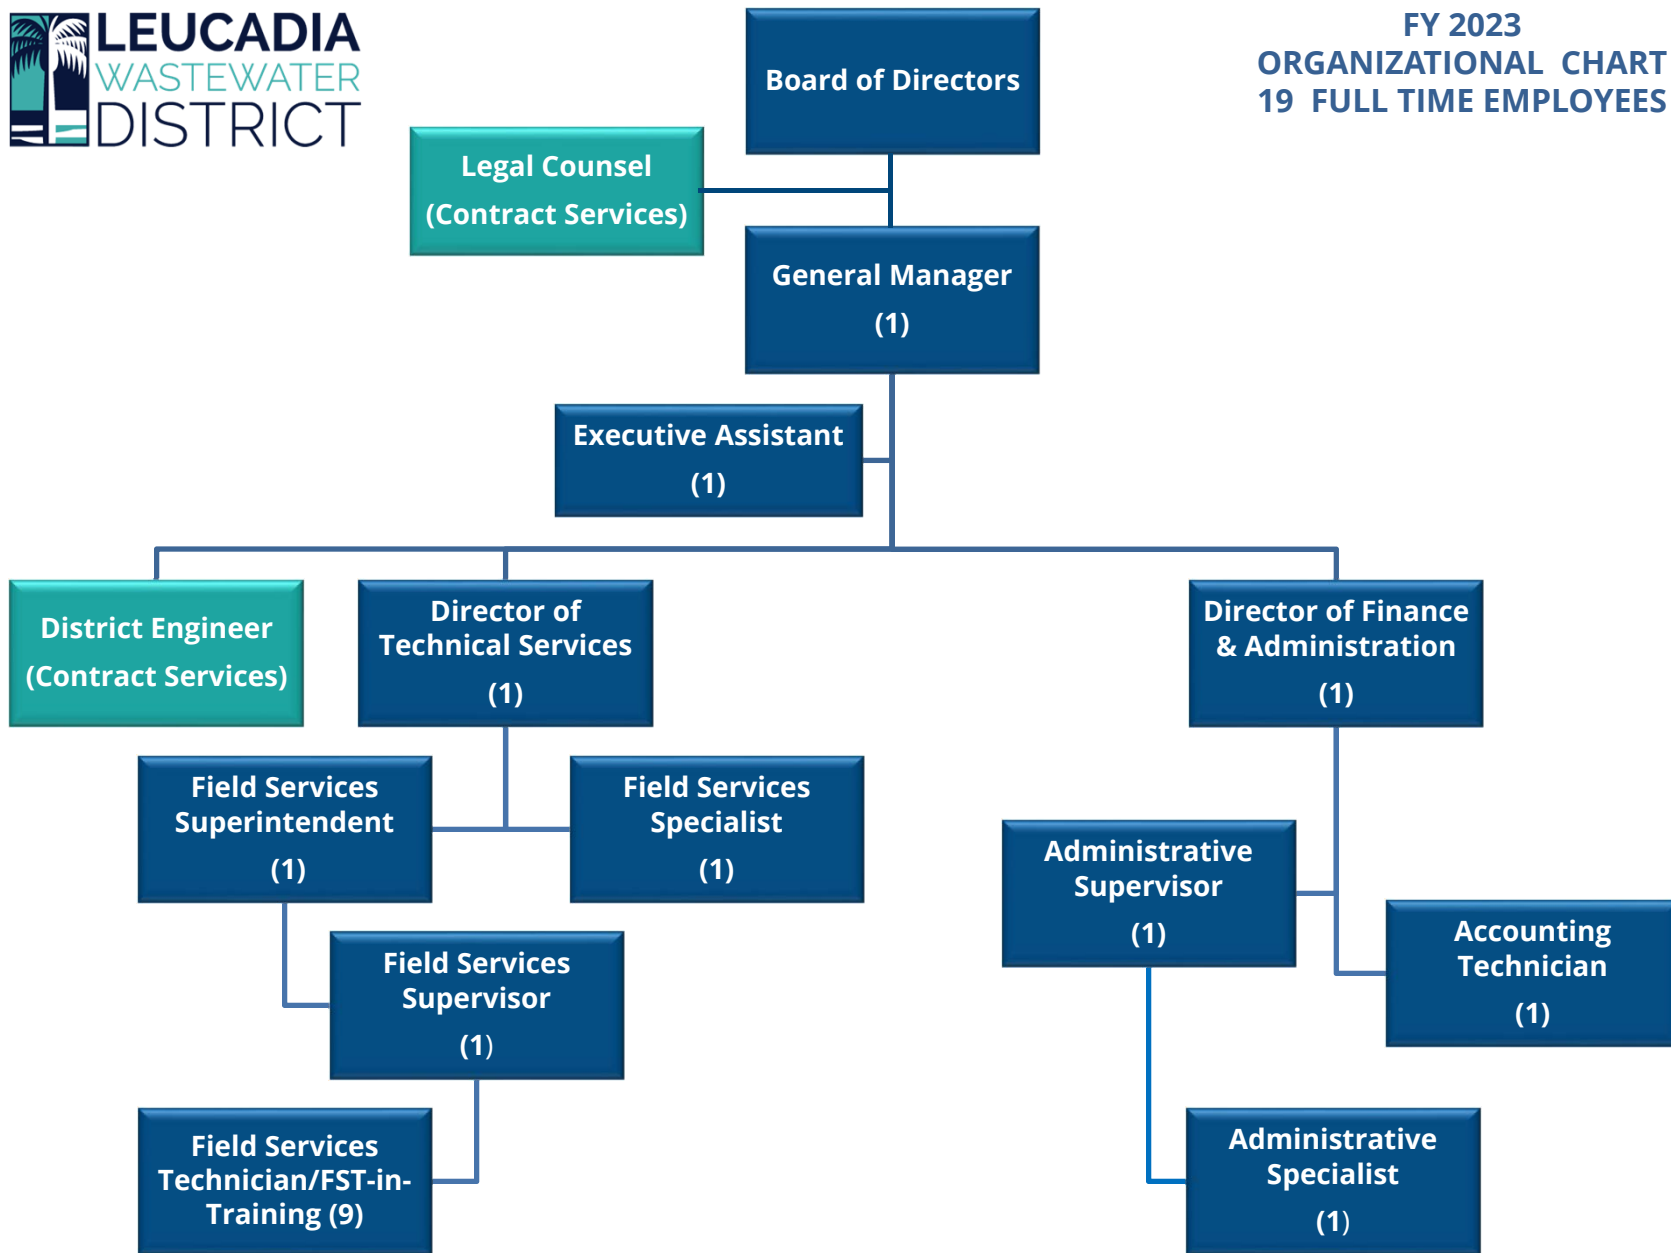 LEUCADIA
WASTEWATER
DISTRICT
FY 2023
ORGANIZATIONAL CHART
19 FULL TIME EMPLOYEES
Board of Directors
Legal Counsel
(Contract Services)
General Manager
(1)
Executive Assistant
(1)
District Engineer
(Contract Services)
Director of
Technical Services
(1)
Director of Finance
& Administration
(1)
Field Services
Superintendent
(1)
Field Services
Specialist
(1)
Administrative
Supervisor
(1)
Accounting
Technician
(1)
Field Services
Supervisor
(1)
Field Services
Technician/FST-in-
Training (9)
Administrative
Specialist
(1)